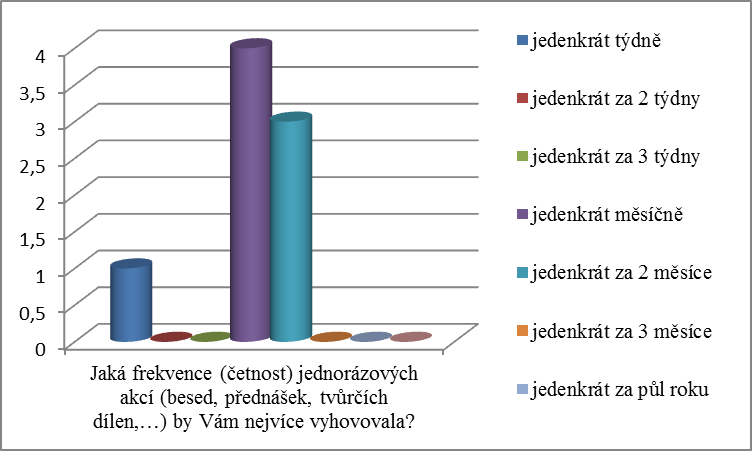 4
3,5
3
2,5
2
1,5
1
0,5
0
Jaká frekvence (četnost) jednorázových
akcí (besed, přednášek, tvůrčích
dílen,…) by Vám nejvíce vyhovovala?
jedenkrát týdně
jedenkrát za 2 týdny
jedenkrát za 3 týdny
jedenkrát měsíčně
jedenkrát za 2 měsíce
jedenkrát za 3 měsíce
jedenkrát za půl roku